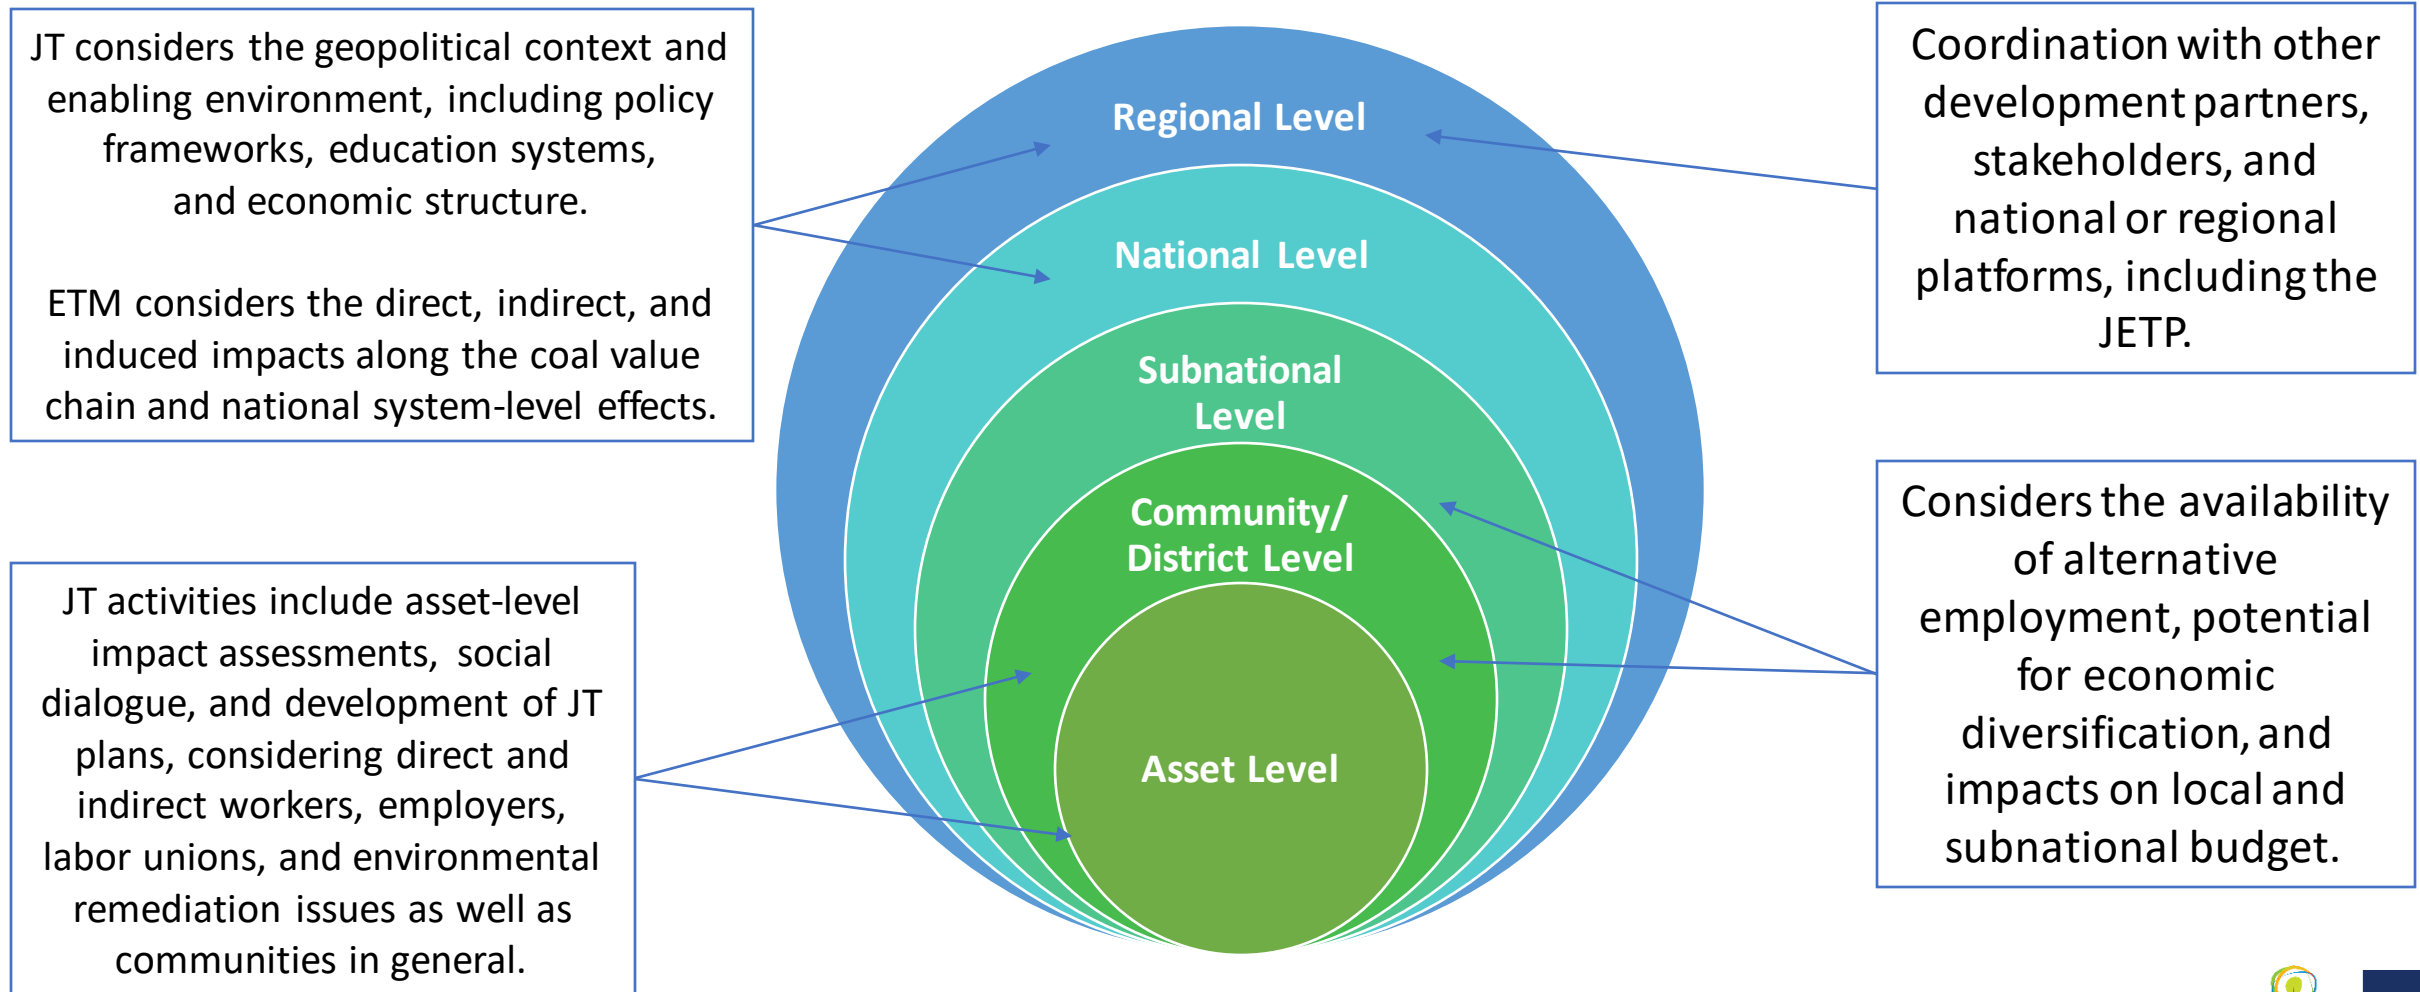 JT considers the geopolitical context and
enabling environment, including policy
frameworks, education systems,
and economic structure.
ETM considers the direct, indirect, and
induced impacts along the coal value
chain and national system-level effects.
JT activities include asset-level
impact assessments, social
dialogue, and development of JT
plans, considering direct and
indirect workers, employers,
labor unions, and environmental
remediation issues as well as
communities in general.
Regional Level
National Level
Subnational
Level
Community/
District Level
Asset Level
Coordination with other
development partners,
stakeholders, and
national or regional
platforms, including the
JETP.
Considers the availability
of alternative
employment, potential
for economic
diversification, and
impacts on local and
subnational budget.